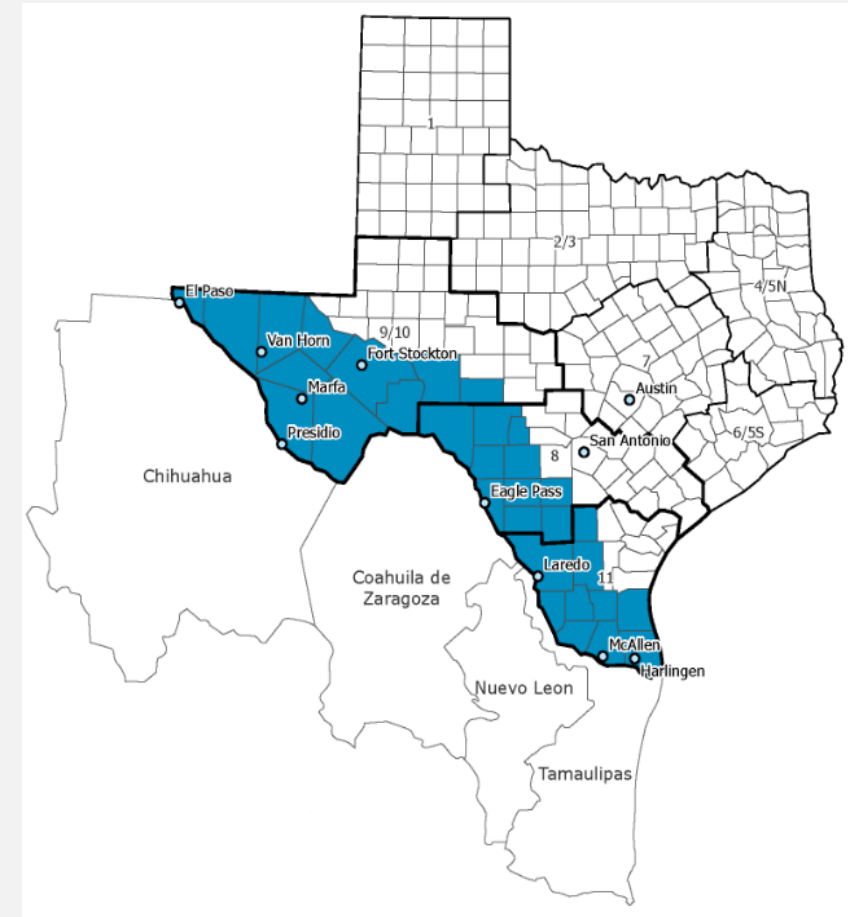 1
2/3
4/5N
El Paso
9/10
Van Horn
Fort Stockton
7
Marfa
Austin
Presidio
San Antonio
6/5S
8
Chihuahua
Eagle Pass
Laredo
11
Coahuila de
Zaragoza
McAllen
Harlingen
Nuevo Leon
Tamaulipas